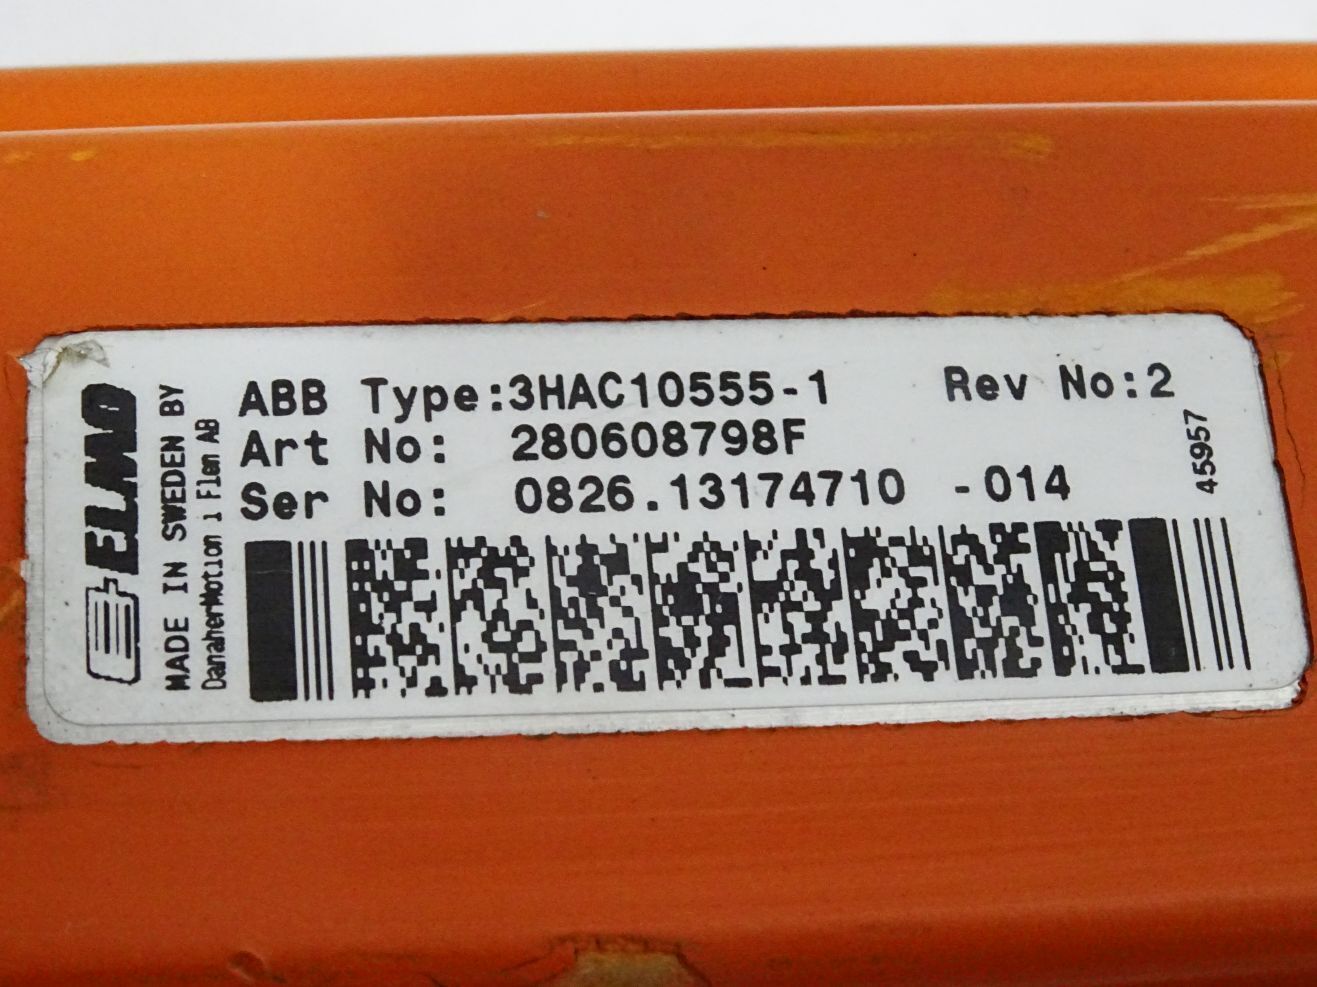 ELMO
MADE IN SWEDEN BY
DanaherMotion i Flen AB
ABB Type:3HAC10555-1 Rev No:2
Art No: 280608798F
Ser No: 0826.13174710 -014
45957